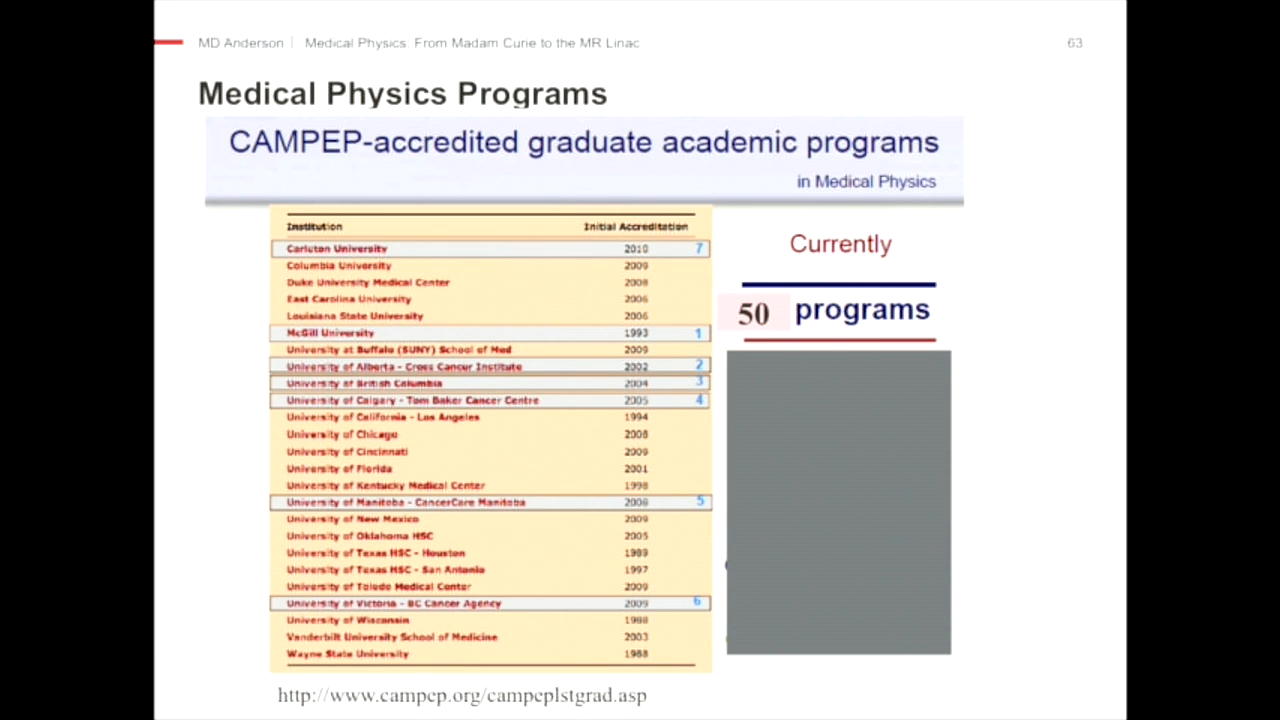 MD Anderson | Medical Physics From Madam Curie to the MR Linac 63
Medical Physics Programs
CAMPEP-accredited graduate academic programs
in Medical Physics
Institution Initial Accreditation
Carleton University 2010 7
Columbia University 2009
Duke University Medical Center 2008
East Carolina University 2006
Louisiana State University 2006
McGill University 1993 1
University at Buffalo (SUNY) School of Med 2009
University of Alberta - Cross Cancer Institute 2002 2
University of British Columbia 2004 3
University of Calgary - Tom Baker Cancer Centre 2005 4
University of California - Los Angeles 1994
University of Chicago 2008
University of Cincinnati 2009
University of Florida 2001
University of Kentucky Medical Center 1998
University of Manitoba - CancerCare Manitoba 2008 5
University of New Mexico 2009
University of Oklahoma HSC 2005
University of Texas HSC - Houston 1989
University of Texas HSC - San Antonio 1997
University of Toledo Medical Center 2009
University of Victoria - BC Cancer Agency 2009 6
University of Wisconsin 1988
Vanderbilt University School of Medicine 2003
Wayne State University 1988
Currently
50 programs
http://www.campep.org/campeplstgrad.asp